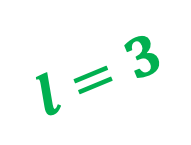 l = 3